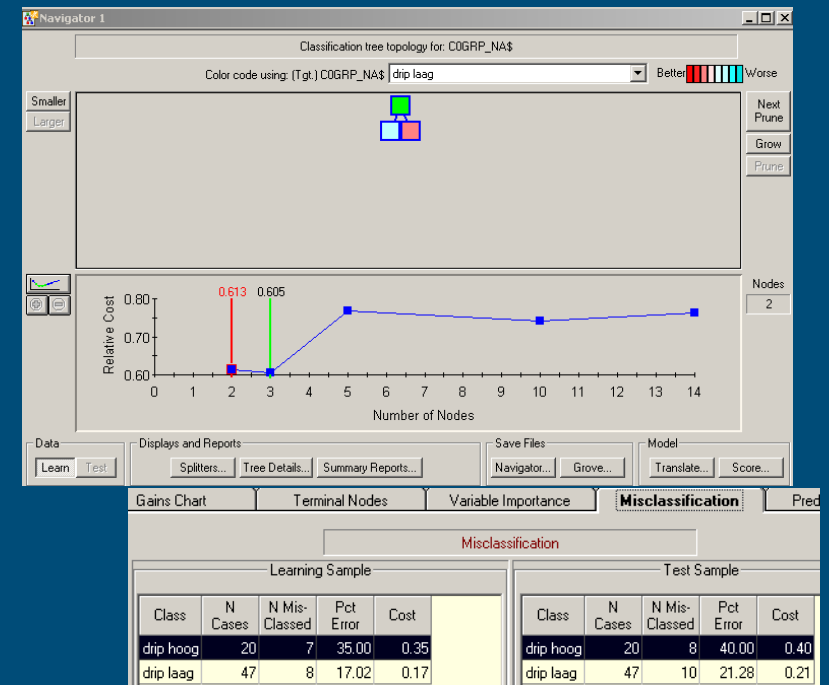 Navigator 1
Classification tree topology for: C0GRP_NA$
Color code using: (Tgt.) C0GRP_NA$ drip laag Better Worse
Smaller
Larger
Next Prune
Grow
Prune
Nodes
2
Relative Cost
0.80
0.70
0.60
0.613 0.605
0 1 2 3 4 5 6 7 8 9 10 11 12 13 14
Number of Nodes
Data Displays and Reports Save Files Model
Learn Test Splitters... Tree Details... Summary Reports... Navigator... Grove... Translate... Score...
Gains Chart Terminal Nodes Variable Importance Misclassification Pred
Misclassification
Learning Sample Test Sample
Class N Cases N Mis-Classed Pct Error Cost Class N Cases N Mis-Classed Pct Error Cost
drip hoog 20 7 35.00 0.35 drip hoog 20 8 40.00 0.40
drip laag 47 8 17.02 0.17 drip laag 47 10 21.28 0.21